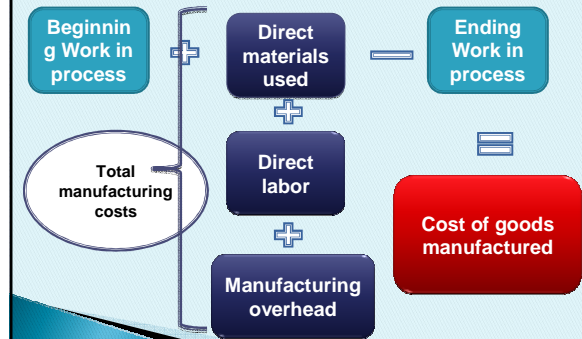 Beginnin
g Work in
process
Direct
materials
used
Ending
Work in
process
Total
manufacturing
costs
Direct
labor
Cost of goods
manufactured
Manufacturing
overhead